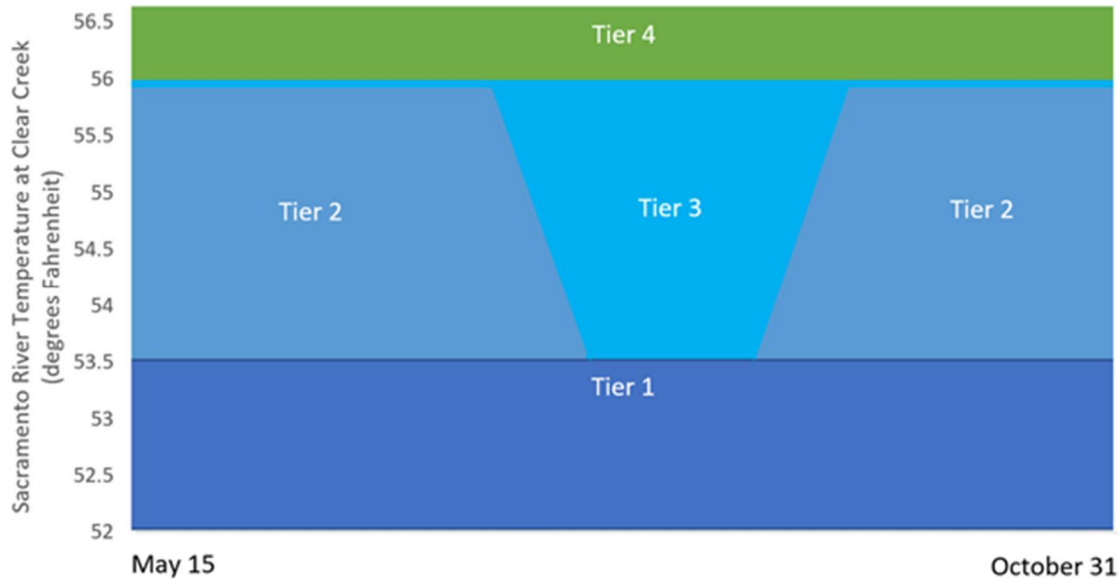 Sacramento River Temperature at Clear Creek
(degrees Fahrenheit)
56.5
56
55.5
55
54.5
54
53.5
53
52.5
52
Tier 4
Tier 2
Tier 3
Tier 2
Tier 1
May 15
October 31